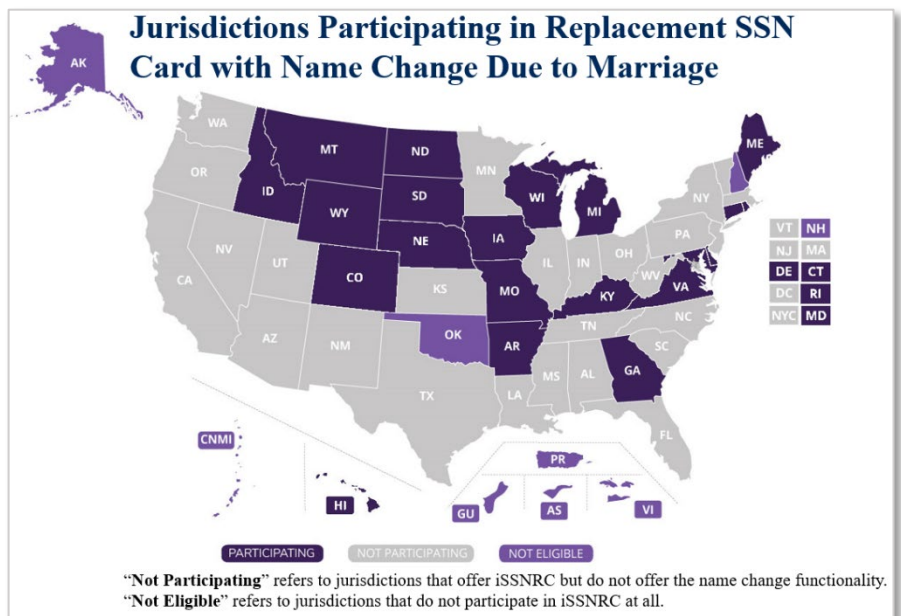 Jurisdictions Participating in Replacement SSN
Card with Name Change Due to Marriage
AK
WA
MT
ND
MN
ME
OR
ID
SD
WI
MI
NY
WY
NE
IA
PA
NV
UT
CO
IL
IN
OH
WV
VA
CA
KS
MO
KY
AZ
NM
OK
AR
TN
NC
SC
TX
LA
MS
AL
GA
FL
VT NH
NJ MA
DE CT
DC RI
NYC MD
CNMI
HI
PR
GU
AS
VI
PARTICIPATING NOT PARTICIPATING NOT ELIGIBLE
“Not Participating” refers to jurisdictions that offer iSSNRC but do not offer the name change functionality.
“Not Eligible” refers to jurisdictions that do not participate in iSSNRC at all.